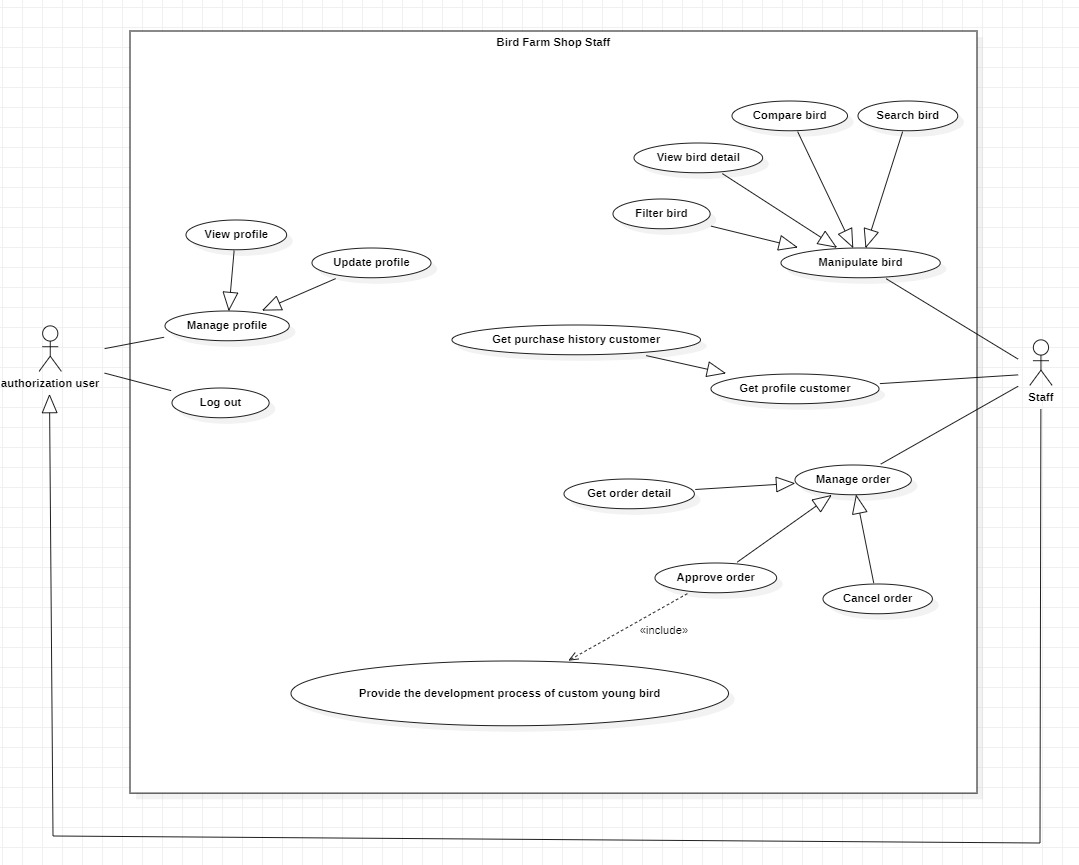 Bird Farm Shop Staff
Compare bird
Search bird
View bird detail
Filter bird
View profile
Update profile
Manipulate bird
Manage profile
Get purchase history customer
authorization user
Get profile customer
Staff
Log out
Manage order
Get order detail
Approve order
Cancel order
«include»
Provide the development process of custom young bird